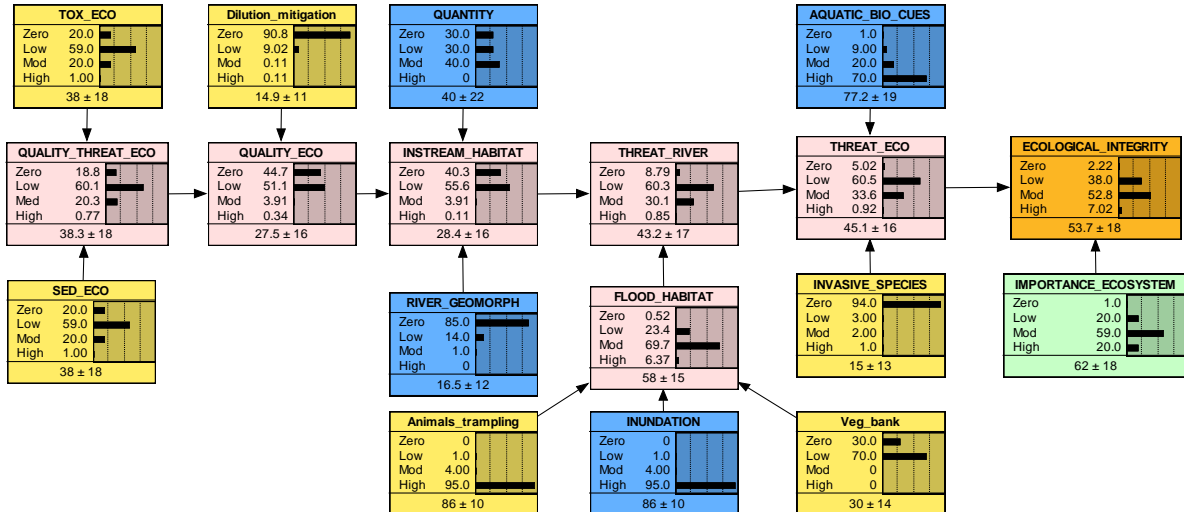 TOX_ECO
Zero 20.0
Low 59.0
Mod 20.0
High 1.00
38 ± 18
Dilution_mitigation
Zero 90.8
Low 9.02
Mod 0.11
High 0.11
14.9 ± 11
QUANTITY
Zero 30.0
Low 30.0
Mod 40.0
High 0
40 ± 22
AQUATIC_BIO_CUES
Zero 1.0
Low 9.00
Mod 20.0
High 70.0
77.2 ± 19
QUALITY_THREAT_ECO
Zero 18.8
Low 60.1
Med 20.3
High 0.77
38.3 ± 18
QUALITY_ECO
Zero 44.7
Low 51.1
Mod 3.91
High 0.34
27.5 ± 16
INSTREAM_HABITAT
Zero 40.3
Low 55.6
Mod 3.91
High 0.11
28.4 ± 16
THREAT_RIVER
Zero 8.79
Low 60.3
Mod 30.1
High 0.85
43.2 ± 17
THREAT_ECO
Zero 5.02
Low 60.5
Mod 33.6
High 0.92
45.1 ± 16
ECOLOGICAL_INTEGRITY
Zero 2.22
Low 38.0
Mod 52.8
High 7.02
53.7 ± 18
SED_ECO
Zero 20.0
Low 59.0
Mod 20.0
High 1.00
38 ± 18
RIVER_GEOMORPH
Zero 85.0
Low 14.0
Mod 1.0
High 0
16.5 ± 12
FLOOD_HABITAT
Zero 0.52
Low 23.4
Mod 69.7
High 6.37
58 ± 15
INVASIVE_SPECIES
Zero 94.0
Low 3.00
Mod 2.00
High 1.0
15 ± 13
IMPORTANCE_ECOSYSTEM
Zero 1.0
Low 20.0
Mod 59.0
High 20.0
62 ± 18
Animals_trampling
Zero 0
Low 1.0
Mod 4.00
High 95.0
86 ± 10
INUNDATION
Zero 0
Low 1.0
Mod 4.00
High 95.0
86 ± 10
Veg_bank
Zero 30.0
Low 70.0
Mod 0
High 0
30 ± 14